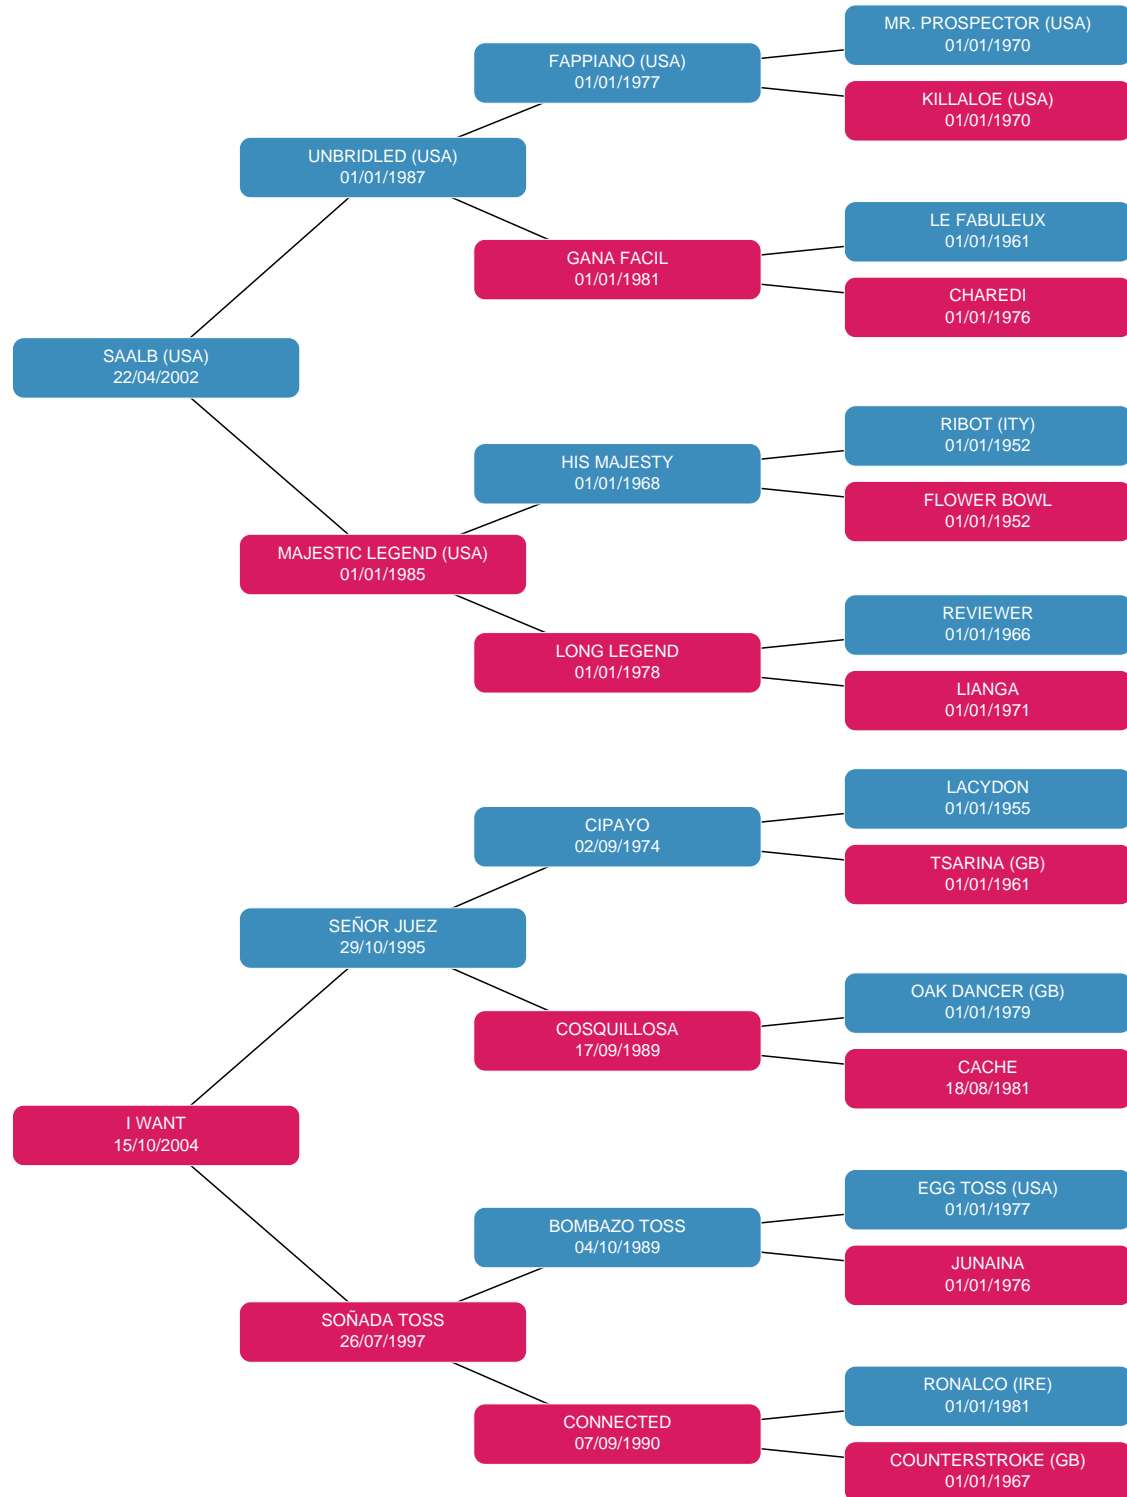 MR. PROSPECTOR (USA)
01/01/1970
FAPPIANO (USA)
01/01/1977
KILLALOE (USA)
01/01/1970
UNBRIDLED (USA)
01/01/1987
LE FABULEUX
01/01/1961
GANA FACIL
01/01/1981
CHAREDI
01/01/1976
SAALB (USA)
22/04/2002
RIBOT (ITY)
01/01/1952
HIS MAJESTY
01/01/1968
FLOWER BOWL
01/01/1952
MAJESTIC LEGEND (USA)
01/01/1985
REVIEWER
01/01/1966
LONG LEGEND
01/01/1978
LIANGA
01/01/1971
LACYDON
01/01/1955
CIPAYO
02/09/1974
TSARINA (GB)
01/01/1961
SEÑOR JUEZ
29/10/1995
OAK DANCER (GB)
01/01/1979
COSQUILLOSA
17/09/1989
CACHE
18/08/1981
I WANT
15/10/2004
EGG TOSS (USA)
01/01/1977
BOMBAZO TOSS
04/10/1989
JUNAINA
01/01/1976
SOÑADA TOSS
26/07/1997
RONALCO (IRE)
01/01/1981
CONNECTED
07/09/1990
COUNTERSTROKE (GB)
01/01/1967